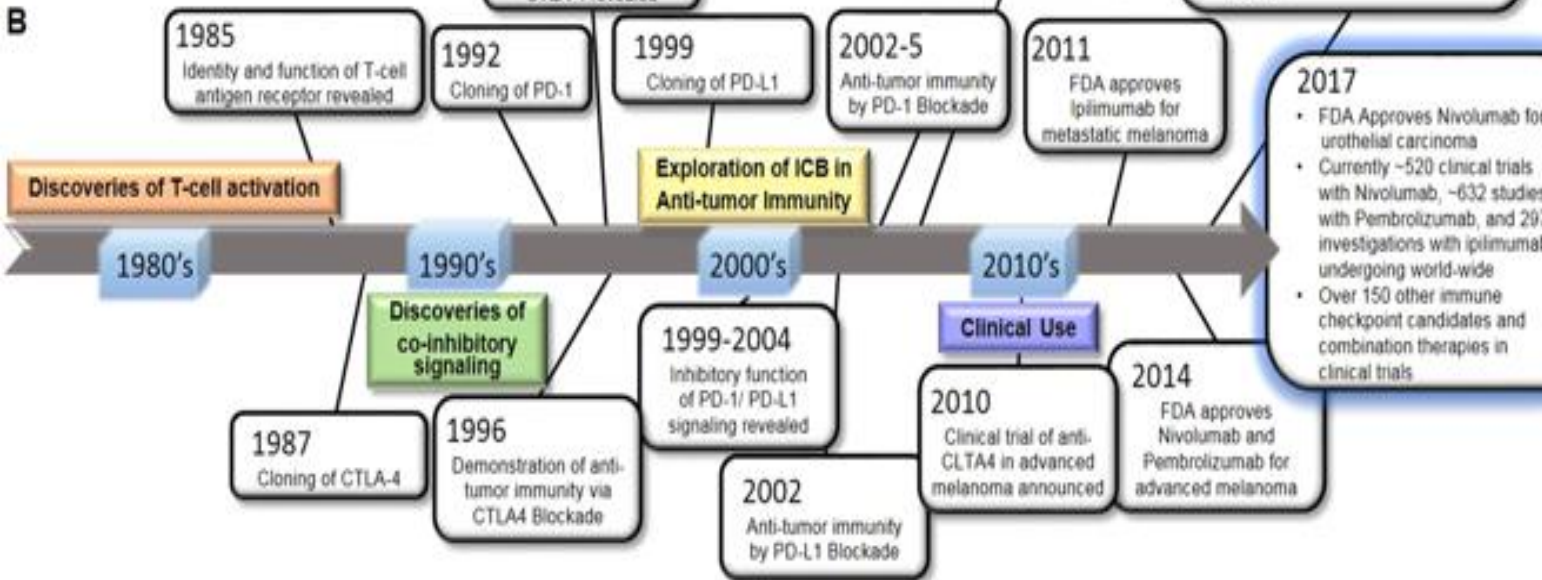 B
1985
Identity and function of T-cell
antigen receptor revealed
1992
Cloning of PD-1
1999
Cloning of PD-L1
2002-5
Anti-tumor immunity
by PD-1 Blockade
2011
FDA approves
Ipilimumab for
metastatic melanoma
2017
• FDA Approves Nivolumab for
urothelial carcinoma
• Currently ~520 clinical trials
with Nivolumab, ~632 studies
with Pembrolizumab, and
investigations with
undergoing world-wide
• Over 150 other immune
checkpoint candidates and
combination therapies in
clinical trials
Discoveries of T-cell activation
Exploration of ICB in
Anti-tumor Immunity
1980's
1990's
2000's
2010's
Discoveries of
co-inhibitory
signaling
Clinical Use
1987
Cloning of CTLA-4
1996
Demonstration of anti-
tumor immunity via
CTLA4 Blockade
1999-2004
Inhibitory function
of PD-1/ PD-L1
signaling revealed
2002
Anti-tumor immunity
by PD-L1 Blockade
2010
Clinical trial of anti-
CLTA4 in advanced
melanoma announced
2014
FDA approves
Nivolumab and
Pembrolizumab for
advanced melanoma